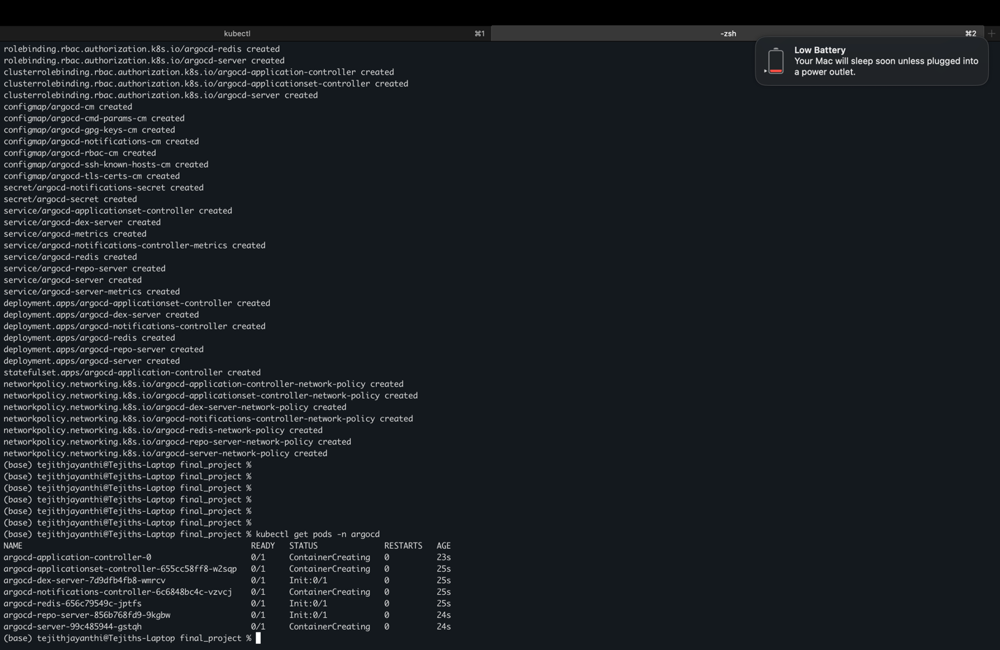 kubectl ⌘1 -zsh ⌘2 +
Low Battery
Your Mac will sleep soon unless plugged into
a power outlet.
rolebinding.rbac.authorization.k8s.io/argocd-redis created
rolebinding.rbac.authorization.k8s.io/argocd-server created
clusterrolebinding.rbac.authorization.k8s.io/argocd-application-controller created
clusterrolebinding.rbac.authorization.k8s.io/argocd-applicationset-controller created
clusterrolebinding.rbac.authorization.k8s.io/argocd-server created
configmap/argocd-cm created
configmap/argocd-cmd-params-cm created
configmap/argocd-gpg-keys-cm created
configmap/argocd-notifications-cm created
configmap/argocd-rbac-cm created
configmap/argocd-ssh-known-hosts-cm created
configmap/argocd-tls-certs-cm created
secret/argocd-notifications-secret created
secret/argocd-secret created
service/argocd-applicationset-controller created
service/argocd-dex-server created
service/argocd-metrics created
service/argocd-notifications-controller-metrics created
service/argocd-redis created
service/argocd-repo-server created
service/argocd-server created
service/argocd-server-metrics created
deployment.apps/argocd-applicationset-controller created
deployment.apps/argocd-dex-server created
deployment.apps/argocd-notifications-controller created
deployment.apps/argocd-redis created
deployment.apps/argocd-repo-server created
deployment.apps/argocd-server created
statefulset.apps/argocd-application-controller created
networkpolicy.networking.k8s.io/argocd-application-controller-network-policy created
networkpolicy.networking.k8s.io/argocd-applicationset-controller-network-policy created
networkpolicy.networking.k8s.io/argocd-dex-server-network-policy created
networkpolicy.networking.k8s.io/argocd-notifications-controller-network-policy created
networkpolicy.networking.k8s.io/argocd-redis-network-policy created
networkpolicy.networking.k8s.io/argocd-repo-server-network-policy created
networkpolicy.networking.k8s.io/argocd-server-network-policy created
(base) tejithjayanthi@Tejiths-Laptop final_project %
(base) tejithjayanthi@Tejiths-Laptop final_project %
(base) tejithjayanthi@Tejiths-Laptop final_project %
(base) tejithjayanthi@Tejiths-Laptop final_project %
(base) tejithjayanthi@Tejiths-Laptop final_project %
(base) tejithjayanthi@Tejiths-Laptop final_project %
(base) tejithjayanthi@Tejiths-Laptop final_project % kubectl get pods -n argocd
NAME READY STATUS RESTARTS AGE
argocd-application-controller-0 0/1 ContainerCreating 0 23s
argocd-applicationset-controller-655cc58ff8-w2sqp 0/1 ContainerCreating 0 25s
argocd-dex-server-7d9dfb4fb8-wmrcv 0/1 Init:0/1 0 25s
argocd-notifications-controller-6c6848bc4c-vzvcj 0/1 ContainerCreating 0 25s
argocd-redis-656c79549c-jptfs 0/1 Init:0/1 0 25s
argocd-repo-server-856b768fd9-9kgbw 0/1 Init:0/1 0 24s
argocd-server-99c485944-gstqh 0/1 ContainerCreating 0 24s
(base) tejithjayanthi@Tejiths-Laptop final_project %